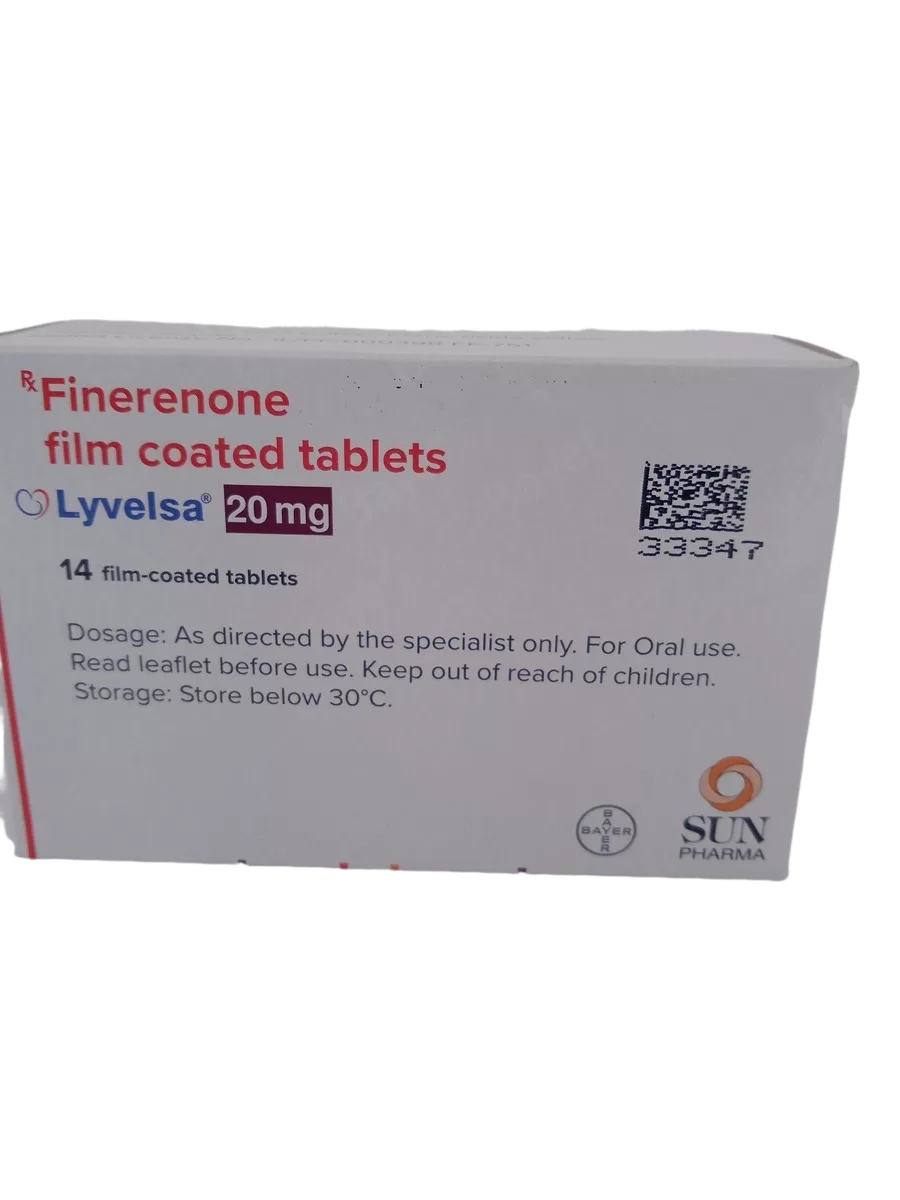 Rx Finerenone
film coated tablets
Lyvelsa® 20 mg
33347
14 film-coated tablets
Dosage: As directed by the specialist only. For Oral use.
Read leaflet before use. Keep out of reach of children.
Storage: Store below 30°C.
BAYER
BAYER
SUN
PHARMA